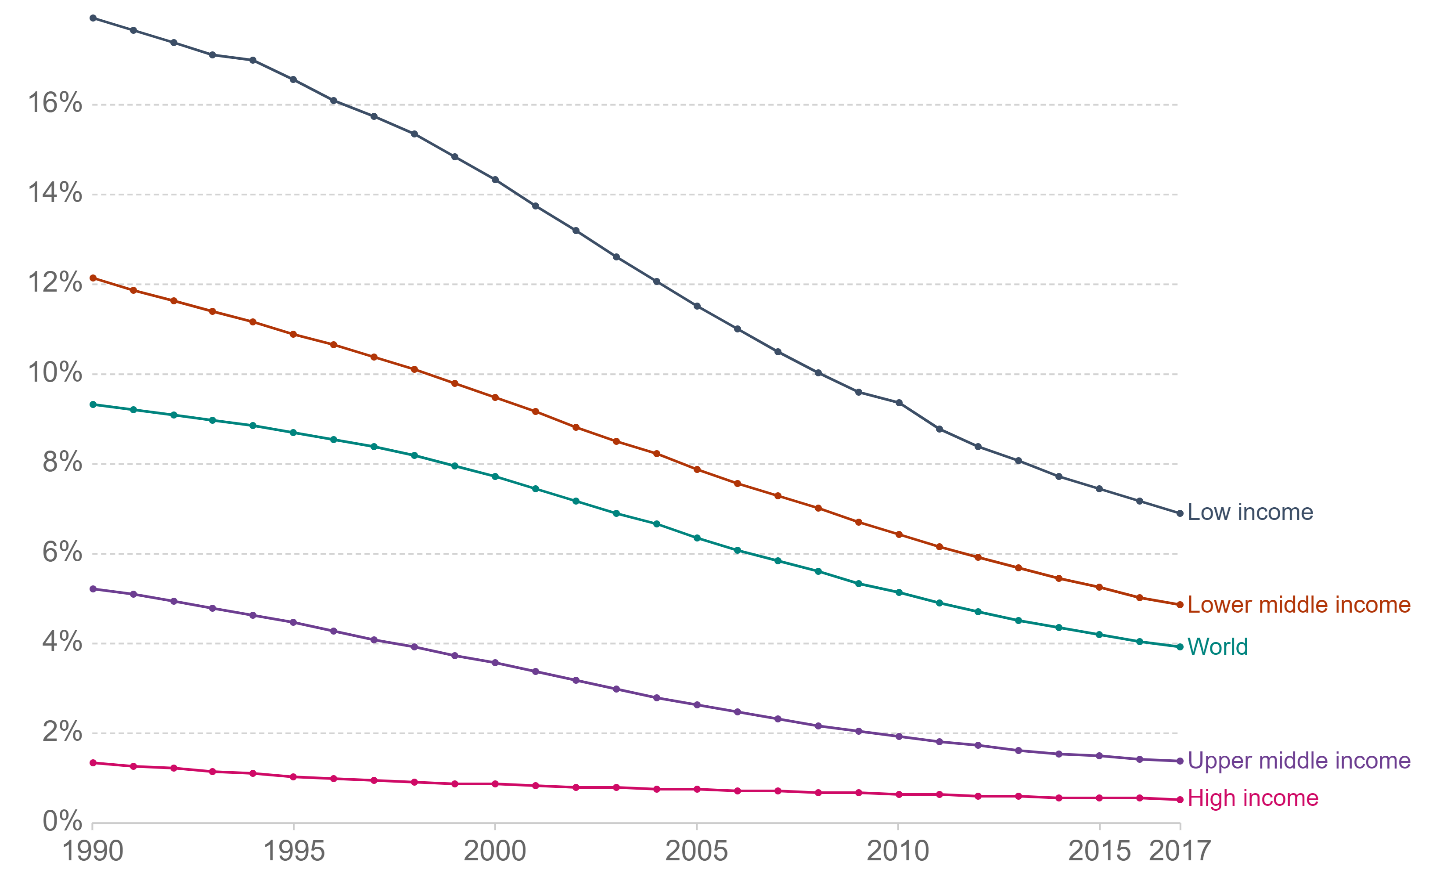 16%
14%
12%
10%
8%
6%
4%
2%
0%
Low income
Lower middle income
World
Upper middle income
High income
1990 1995 2000 2005 2010 2015 2017